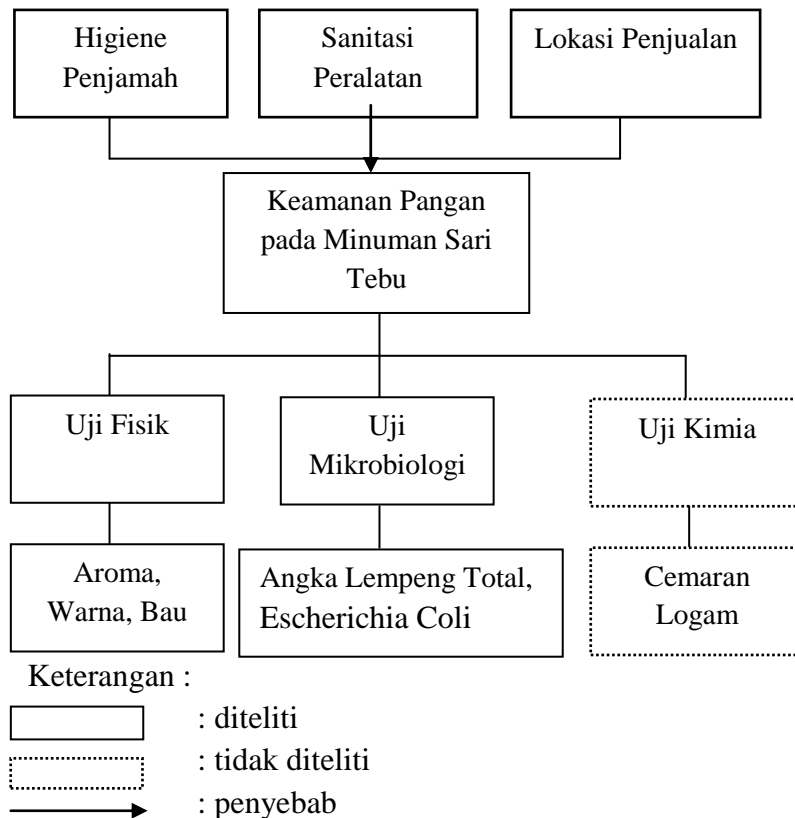 Higiene
Penjamah
Sanitasi
Peralatan
Lokasi Penjualan
Keamanan Pangan
pada Minuman Sari
Tebu
Uji Fisik
Uji
Mikrobiologi
Uji Kimia
Aroma,
Warna, Bau
Angka Lempeng Total,
Escherichia Coli
Cemaran
Logam
Keterangan :
: diteliti
: tidak diteliti
: penyebab